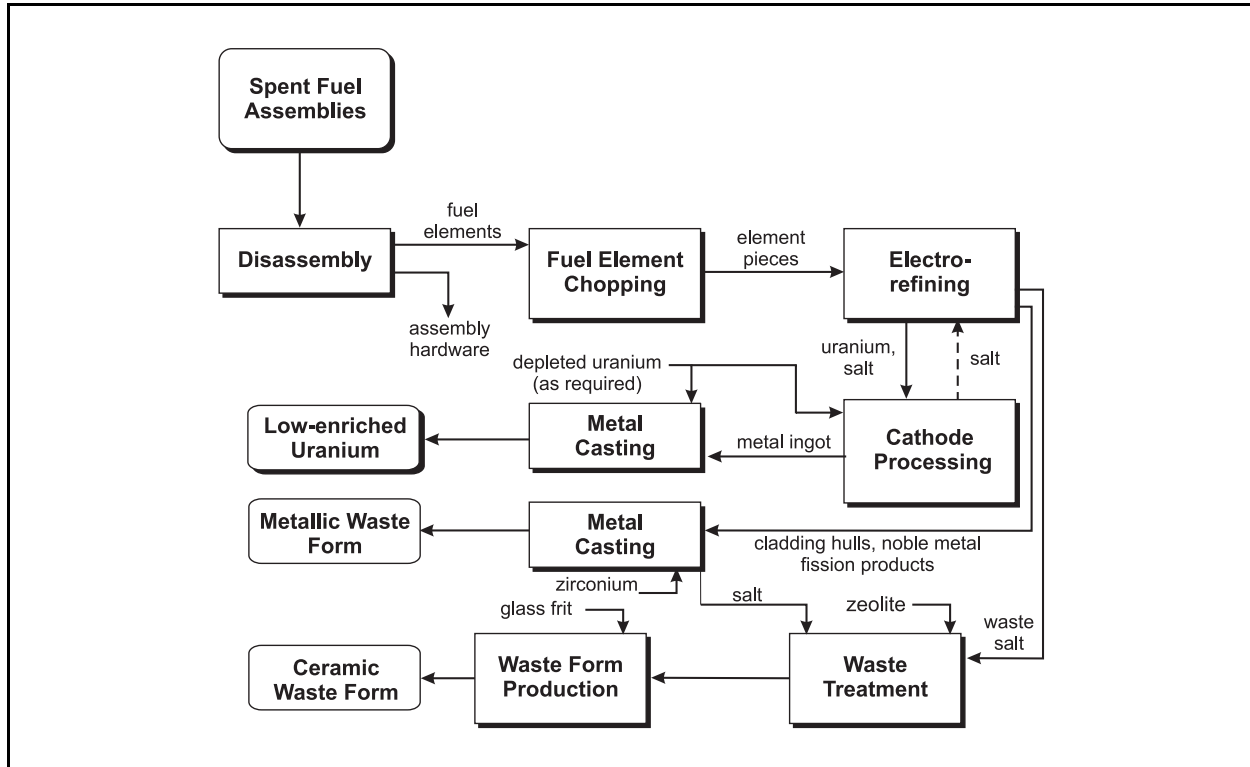 Spent Fuel
Assemblies
fuel
elements
Disassembly
assembly
hardware
Fuel Element
Chopping
element
pieces
Electro-
refining
uranium,
salt
salt
depleted uranium
(as required)
Low-enriched
Uranium
Metal
Casting
metal ingot
Cathode
Processing
Metallic Waste
Form
Metal
Casting
cladding hulls, noble metal
fission products
zirconium
salt
glass frit
zeolite
waste
salt
Ceramic
Waste Form
Waste Form
Production
Waste
Treatment